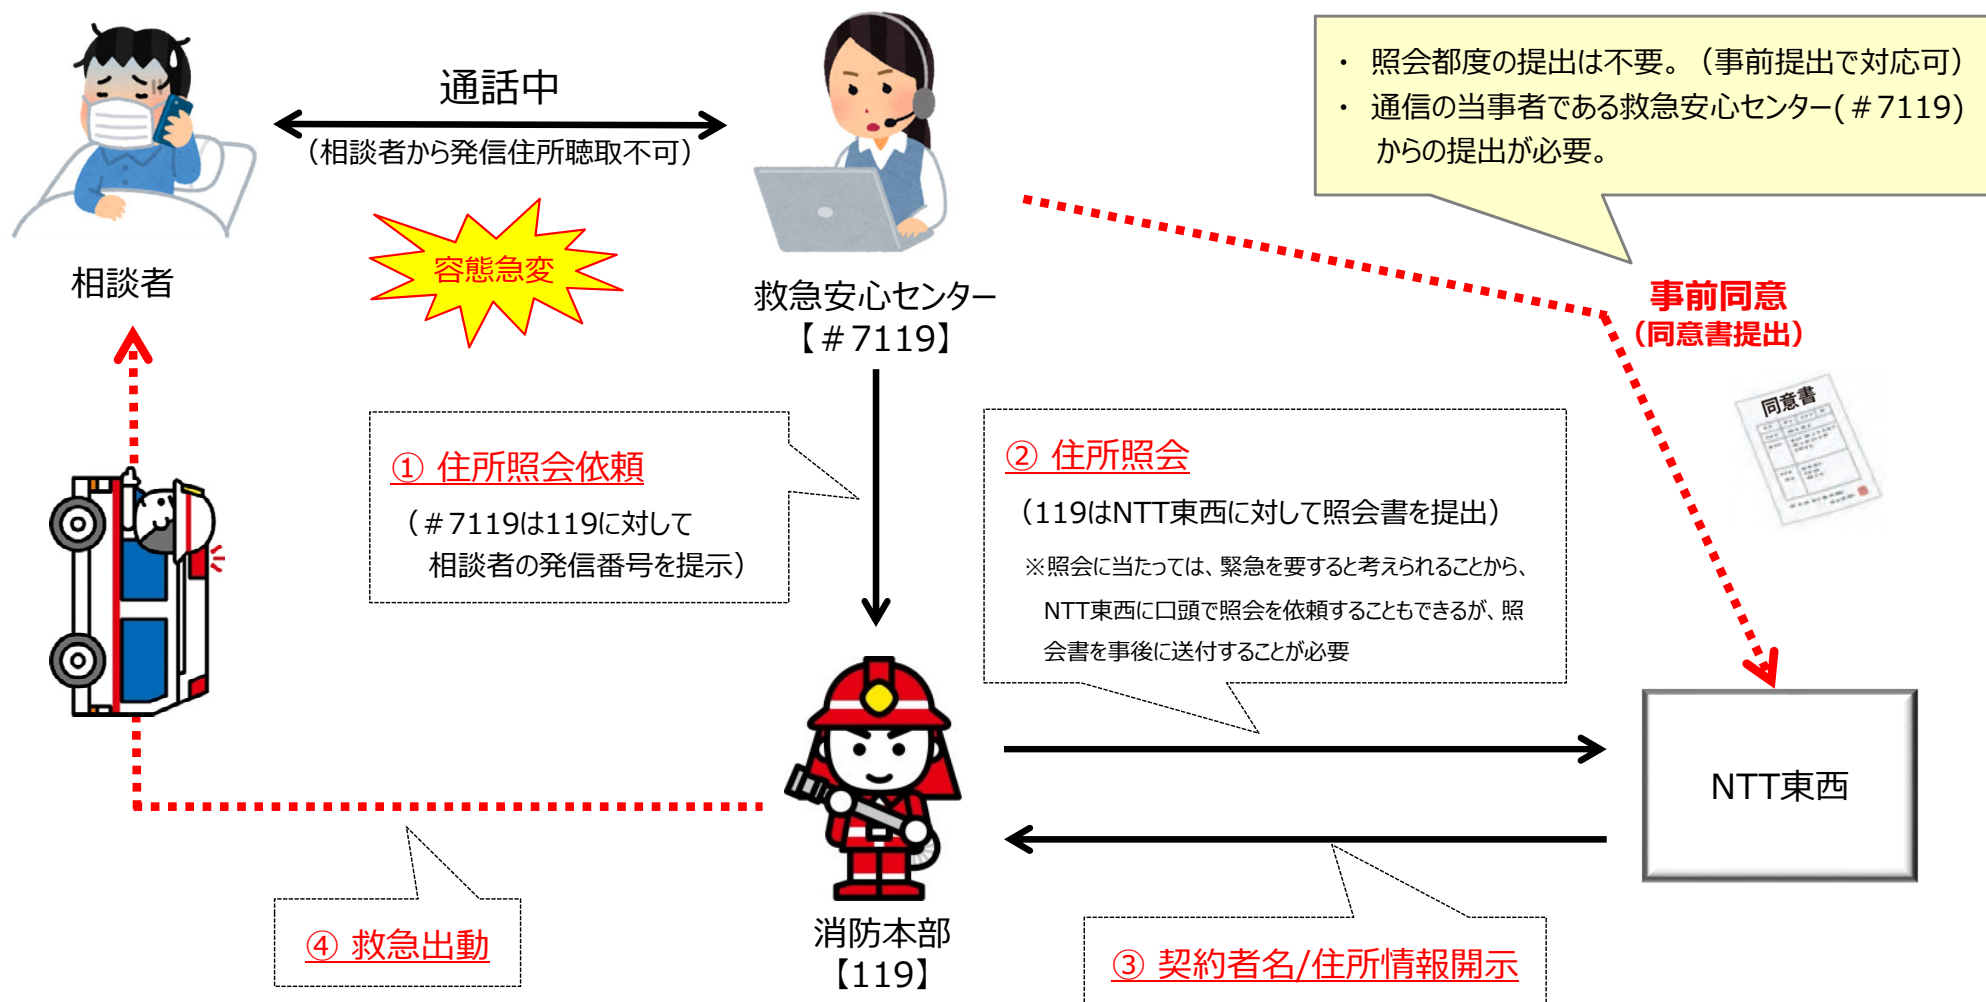 通話中
（相談者から発信住所聴取不可）
容態急変
相談者
救急安心センター
【＃7119】
・ 照会都度の提出は不要。（事前提出で対応可）
・ 通信の当事者である救急安心センター(＃7119)
からの提出が必要。
事前同意
（同意書提出）
同意書
① 住所照会依頼
（＃7119は119に対して
相談者の発信番号を提示）
② 住所照会
（119はNTT東西に対して照会書を提出）
※照会に当たっては、緊急を要すると考えられることから、
NTT東西に口頭で照会を依頼することもできるが、照
会書を事後に送付することが必要
NTT東西
消防本部
【119】
③ 契約者名/住所情報開示
④ 救急出動